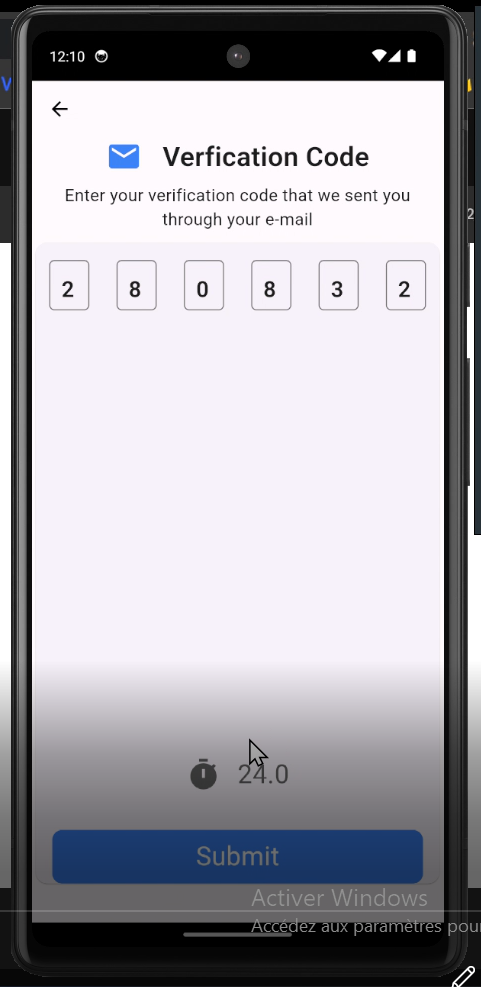 12:10
Verfication Code
Enter your verification code that we sent you
through your e-mail
2 8 0 8 3 2
24.0
Submit
Activer Windows
Accédez aux paramètres pour